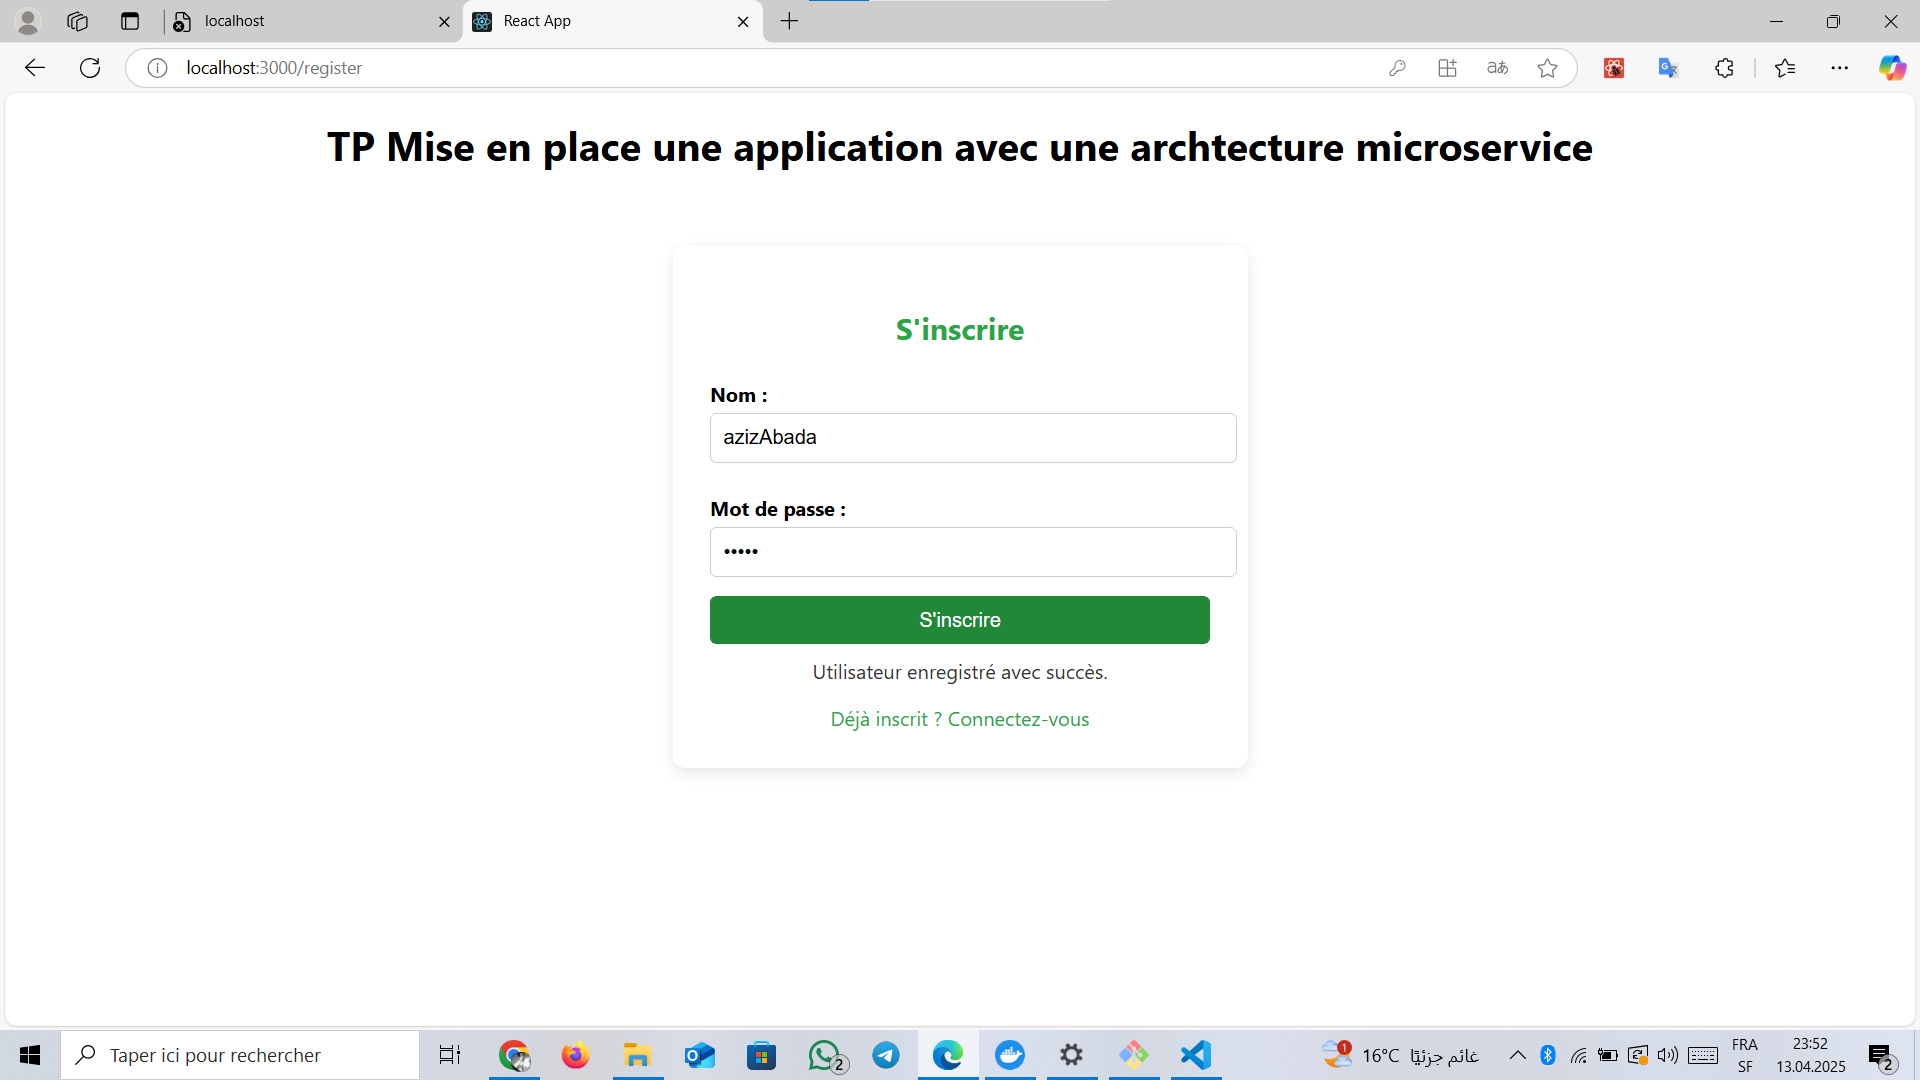 localhost
React App
localhost:3000/register
TP Mise en place une application avec une archtecture microservice
S'inscrire
Nom :
azizAbada
Mot de passe :
•••••
S'inscrire
Utilisateur enregistré avec succès.
Déjà inscrit ? Connectez-vous
Taper ici pour rechercher
2
1
16°C غائم جزئيًا
FRA
SF
23:52
13.04.2025
2